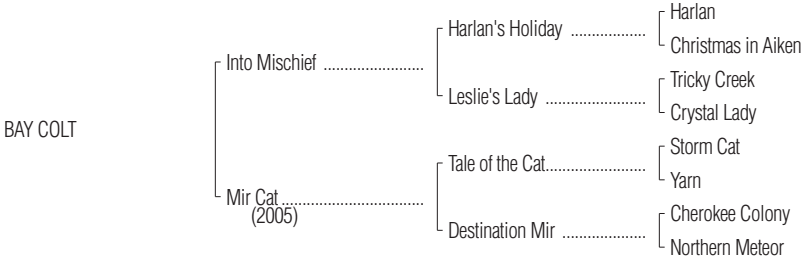 Harlan
Harlan's Holiday ..................
Christmas in Aiken
Into Mischief ........................
Tricky Creek
Leslie's Lady ........................
Crystal Lady
BAY COLT
Storm Cat
Tale of the Cat........................
Yarn
Mir Cat ..................................
(2005)
Cherokee Colony
Destination Mir ....................
Northern Meteor